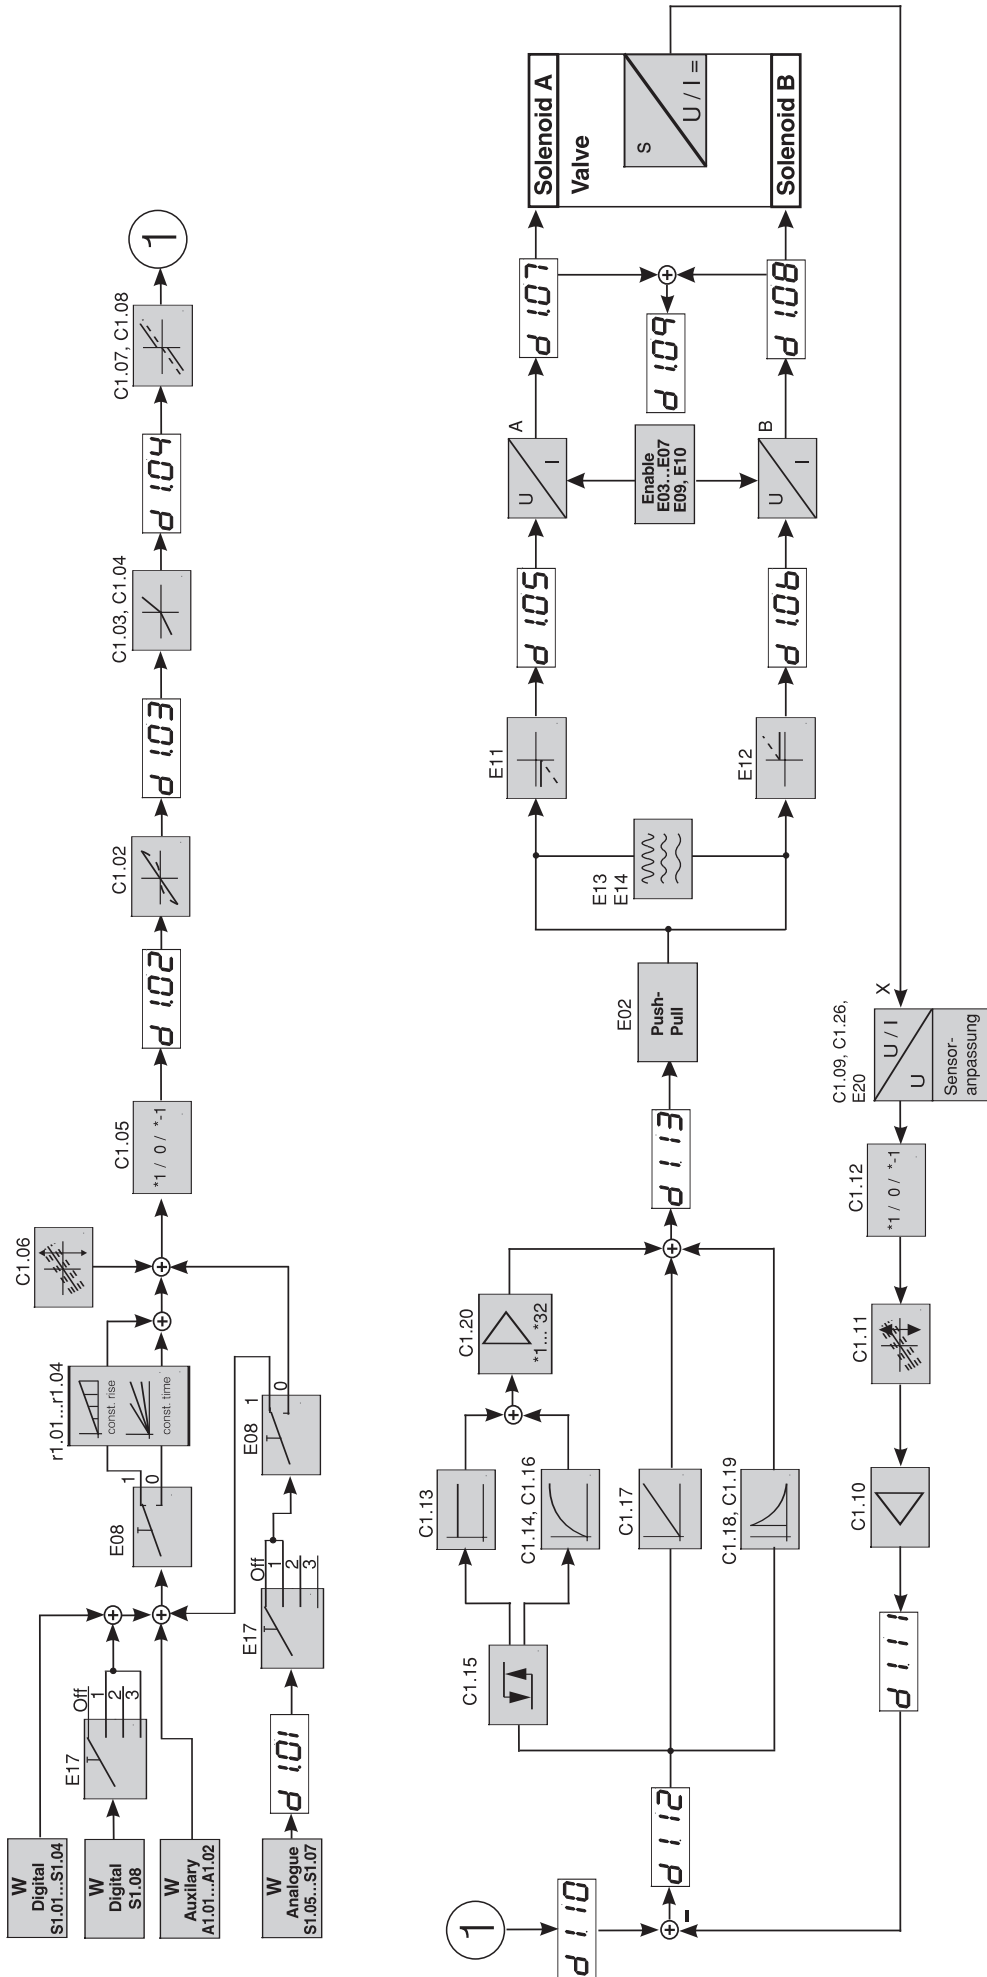 W
Digital
S1.01...S1.04
W
Digital
S1.08
W
Auxilary
A1.01...A1.02
W
Analogue
S1.05...S1.07
E17
Off
1
2
3
P 1.01
E17
Off
1
2
3
E08
1
0
E08
1
0
r1.01...r1.04
const. rise
const. time
C1.06
C1.05
*1 / 0 / *-1
P 1.02
C1.02
P 1.03
C1.03, C1.04
P 1.04
C1.07, C1.08
1
1
P 1.10
-
P 1.12
C1.15
C1.13
C1.14, C1.16
C1.17
C1.18, C1.19
C1.20
*1...*32
P 1.13
E02
Push-
Pull
E13
E14
E11
E12
P 1.05
P 1.06
U
I
A
Enable
E03...E07
E09, E10
U
I
B
P 1.07
P 1.09
P 1.08
Solenoid A
Valve
s
U / I =
Solenoid B
X
C1.09, C1.26,
E20
U
U / I
Sensor-
anpassung
C1.12
*1 / 0 / *-1
C1.11
C1.10
P 1.11